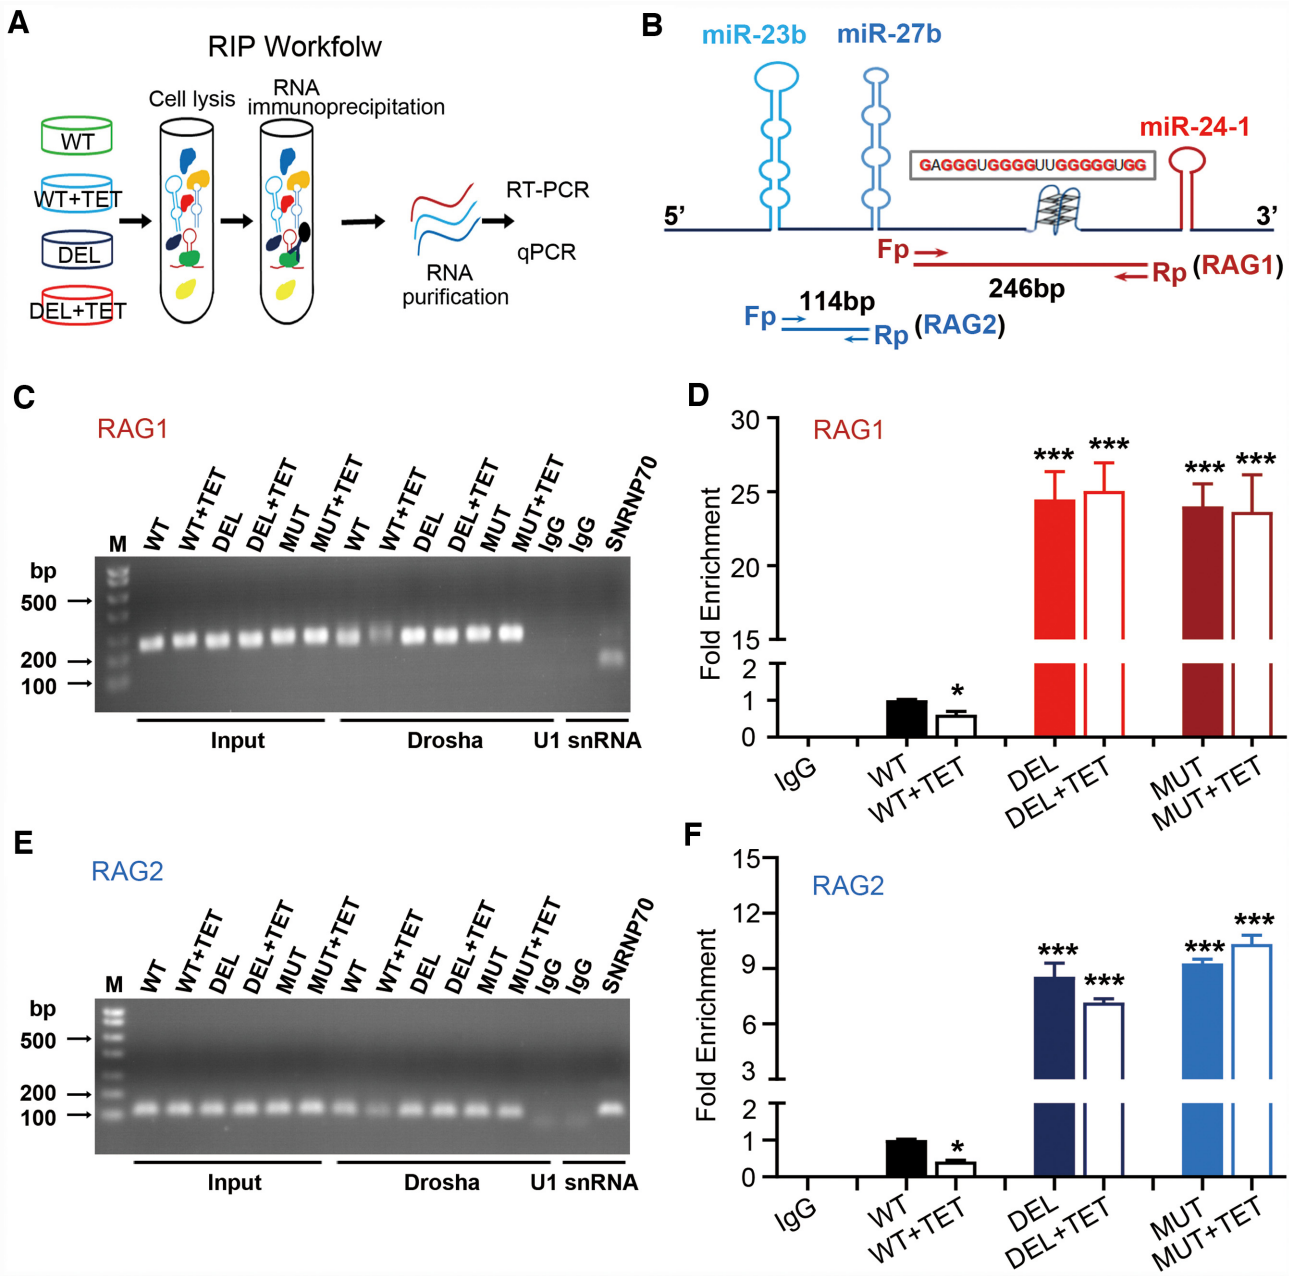 A
RIP Workfolw
Cell lysis
RNA
immunoprecipitation
WT
WT+TET
DEL
DEL+TET
RT-PCR
qPCR
RNA
purification
B
miR-23b
miR-27b
miR-24-1
GAGGGUGGGGUUGGGGGUGG
5’
3’
Fp
Rp (RAG1)
246bp
114bp
Fp
Rp (RAG2)
C
RAG1
M
WT
WT+TET
DEL
DEL+TET
MUT
MUT+TET
WT
WT+TET
DEL
DEL+TET
MUT
MUT+TET
IgG
IgG
SNRNP70
bp
500
200
100
Input
Drosha
U1 snRNA
D
RAG1
Fold Enrichment
30
25
20
15
2
1
0
*** *** *** ***
*
IgG
WT
WT+TET
DEL
DEL+TET
MUT
MUT+TET
E
RAG2
M
WT
WT+TET
DEL
DEL+TET
MUT
MUT+TET
WT
WT+TET
DEL
DEL+TET
MUT
MUT+TET
IgG
IgG
SNRNP70
bp
500
200
100
Input
Drosha
U1 snRNA
F
RAG2
Fold Enrichment
15
12
9
6
3
2
1
0
*** *** *** ***
*
IgG
WT
WT+TET
DEL
DEL+TET
MUT
MUT+TET